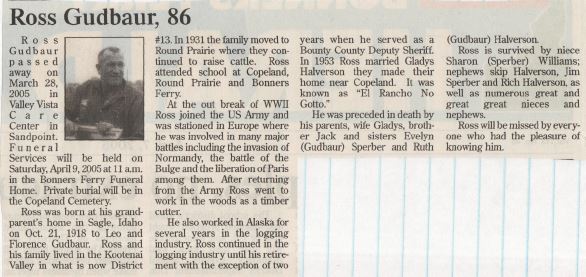 Ross Gudbaur, 86
Ross
Gudbaur
passed
away on
March 28,
2005 in
Valley Vista
Care
Center in
Sandpoint.
Funeral
Services will be held on
Saturday, April 9, 2005 at 11 a.m.
in the Bonners Ferry Funeral
Home. Private burial will be in
the Copeland Cemetery.
Ross was born at his grand-
parent's home in Sagle, Idaho
on Oct. 21, 1918 to Leo and
Florence Gudbaur. Ross and
his family lived in the Kootenai
Valley in what is now District
#13. In 1931 the family moved to
Round Prairie where they con-
tinued to raise cattle. Ross
attended school at Copeland,
Round Prairie and Bonners
Ferry.
At the out break of WWII
Ross joined the US Army and
was stationed in Europe where
he was involved in many major
battles including the invasion of
Normandy, the battle of the
Bulge and the liberation of Paris
among them. After returning
from the Army Ross went to
work in the woods as a timber
cutter.
He also worked in Alaska for
several years in the logging
industry. Ross continued in the
logging industry until his retire-
ment with the exception of two
years when he served as a
Bounty County Deputy Sheriff.
In 1953 Ross married Gladys
Halverson they made their
home near Copeland. It was
known as "El Rancho No
Gotto."
He was preceded in death by
his parents, wife Gladys, broth-
er Jack and sisters Evelyn
(Gudbaur) Sperber and Ruth
(Gudbaur) Halverson.
Ross is survived by niece
Sharon (Sperber) Williams;
nephews skip Halverson, Jim
Sperber and Rich Halverson, as
well as numerous great and
great great nieces and
nephews.
Ross will be missed by every-
one who had the pleasure of
knowing him.